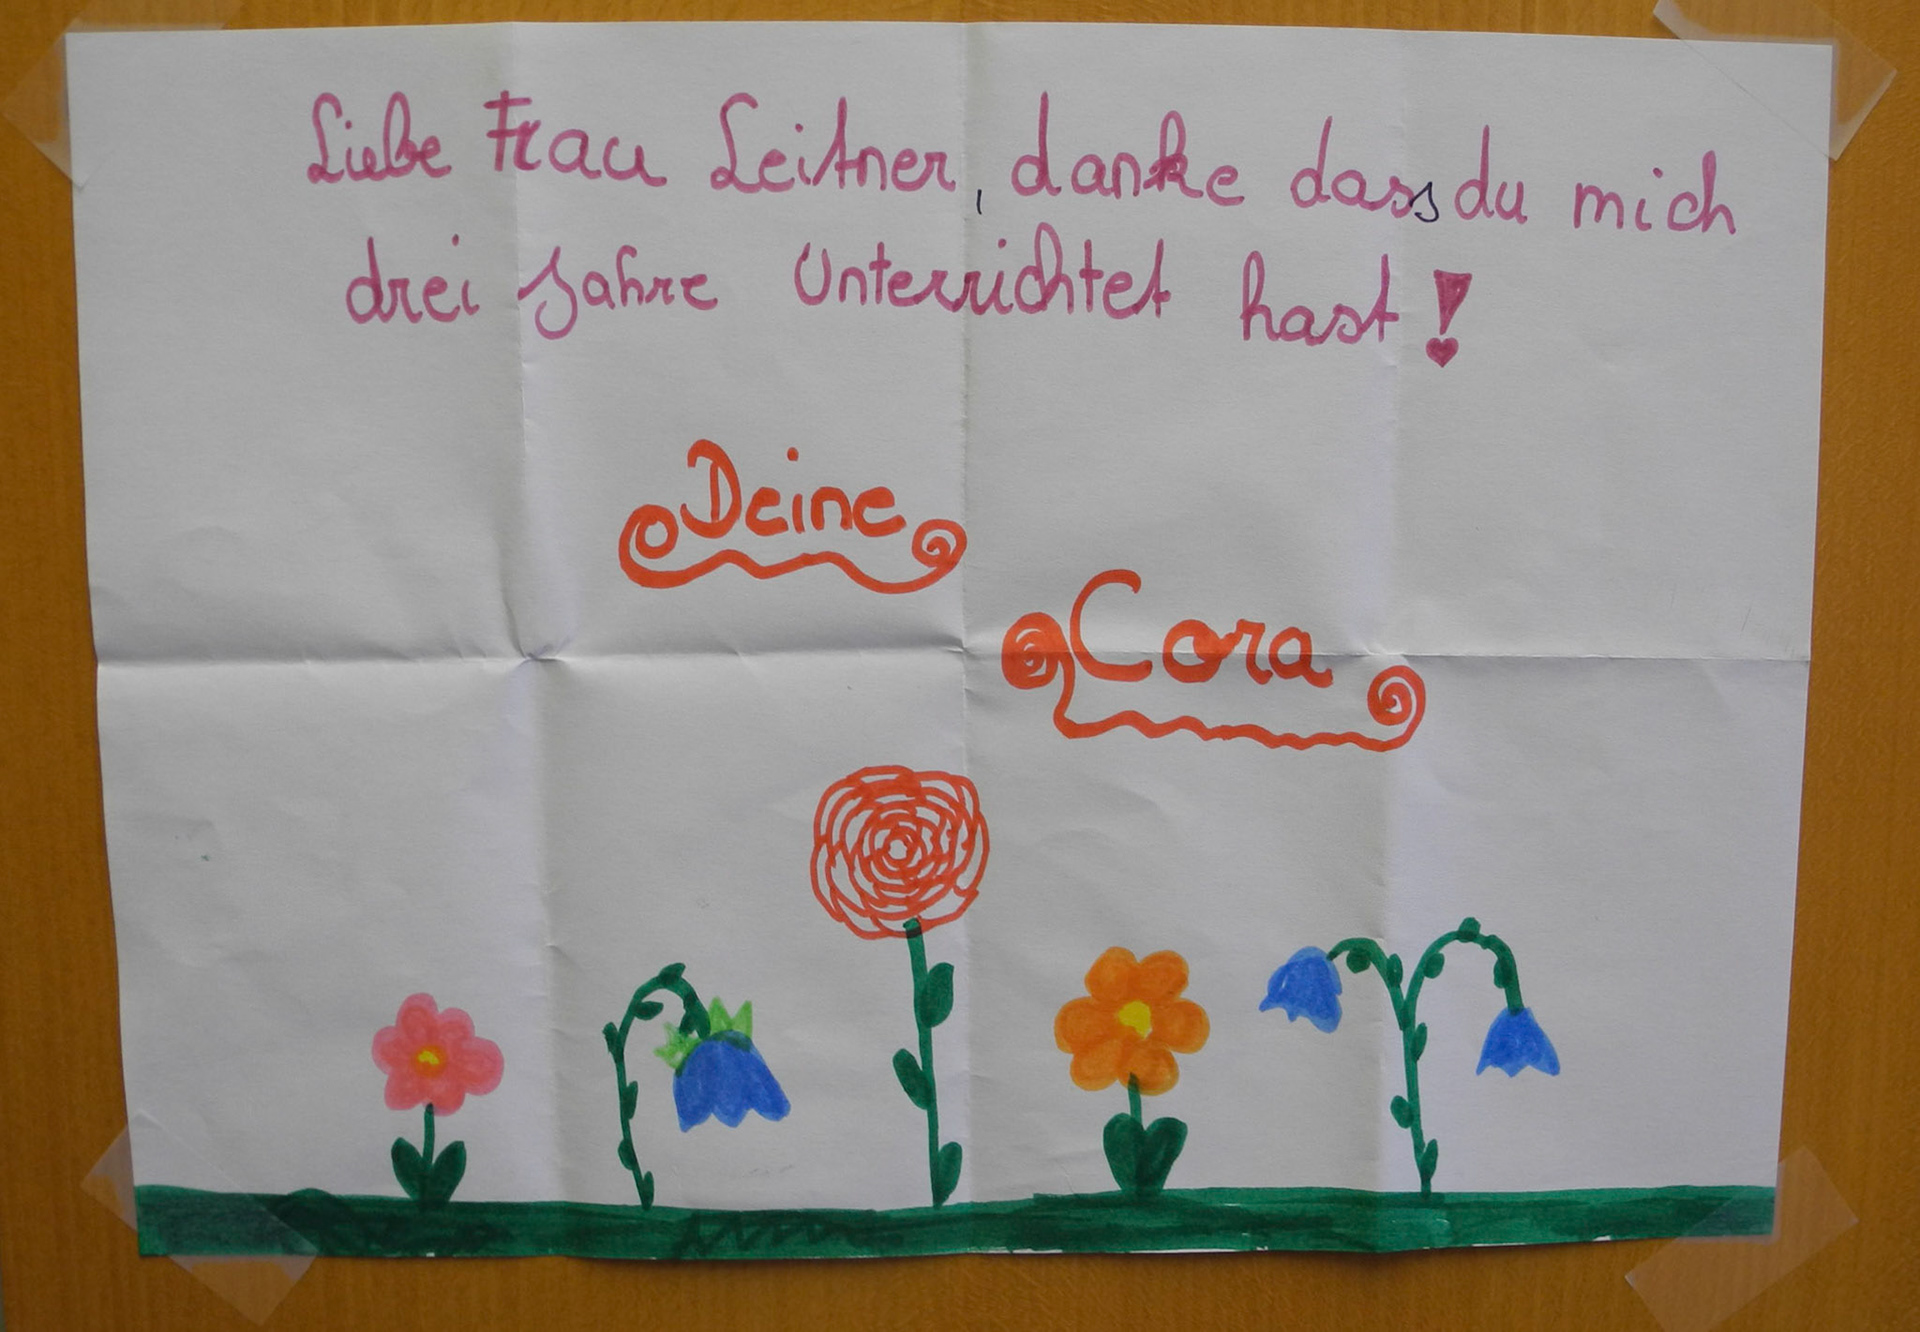 Liebe Frau Leitner, danke dass du mich
drei Jahre Unterrichtet hast!
Deine
Cora